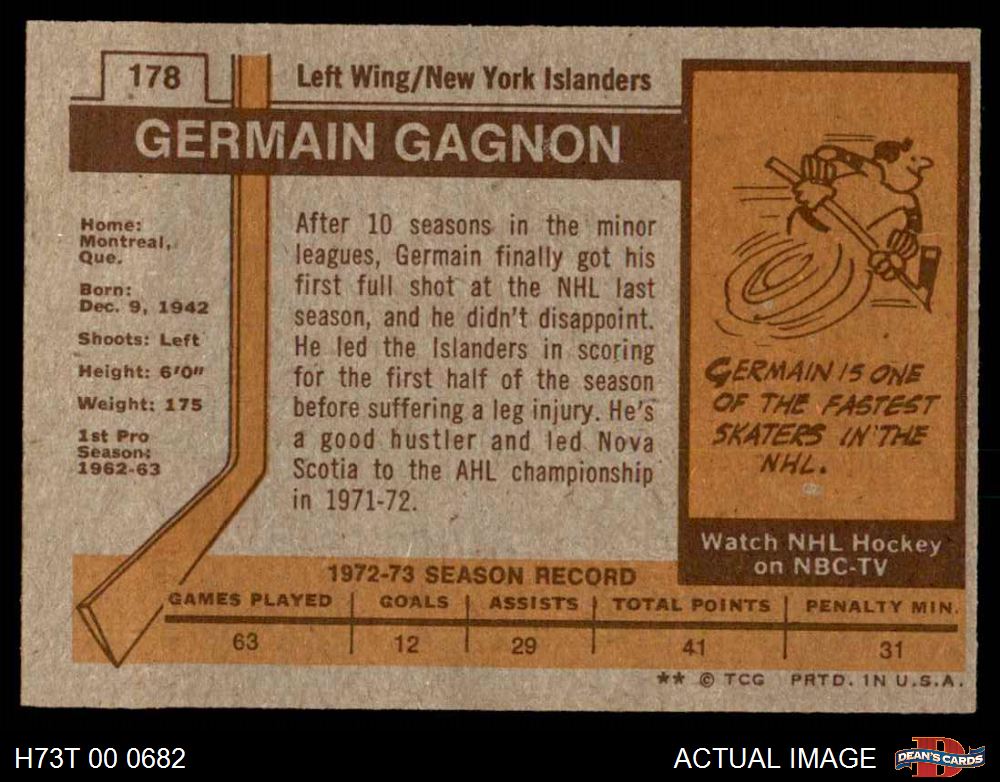 178
Left Wing/New York Islanders
GERMAIN GAGNON
Home:
Montreal,
Que.
Born:
Dec. 9, 1942
Shoots: Left
Height: 6'0"
Weight: 175
1st Pro
Season:
1962-63
After 10 seasons in the minor
leagues, Germain finally got his
first full shot at the NHL last
season, and he didn't disappoint.
He led the Islanders in scoring
for the first half of the season
before suffering a leg injury. He's
a good hustler and led Nova
Scotia to the AHL championship
in 1971-72.
GERMAIN IS ONE
OF THE FASTEST
SKATERS IN THE
NHL.
Watch NHL Hockey
on NBC-TV
1972-73 SEASON RECORD
GAMES PLAYED GOALS ASSISTS TOTAL POINTS PENALTY MIN.
63 12 29 41 31
** © TCG PRTD. IN U.S.A.
H73T 00 0682
ACTUAL IMAGE
D
DEAN'S CARDS